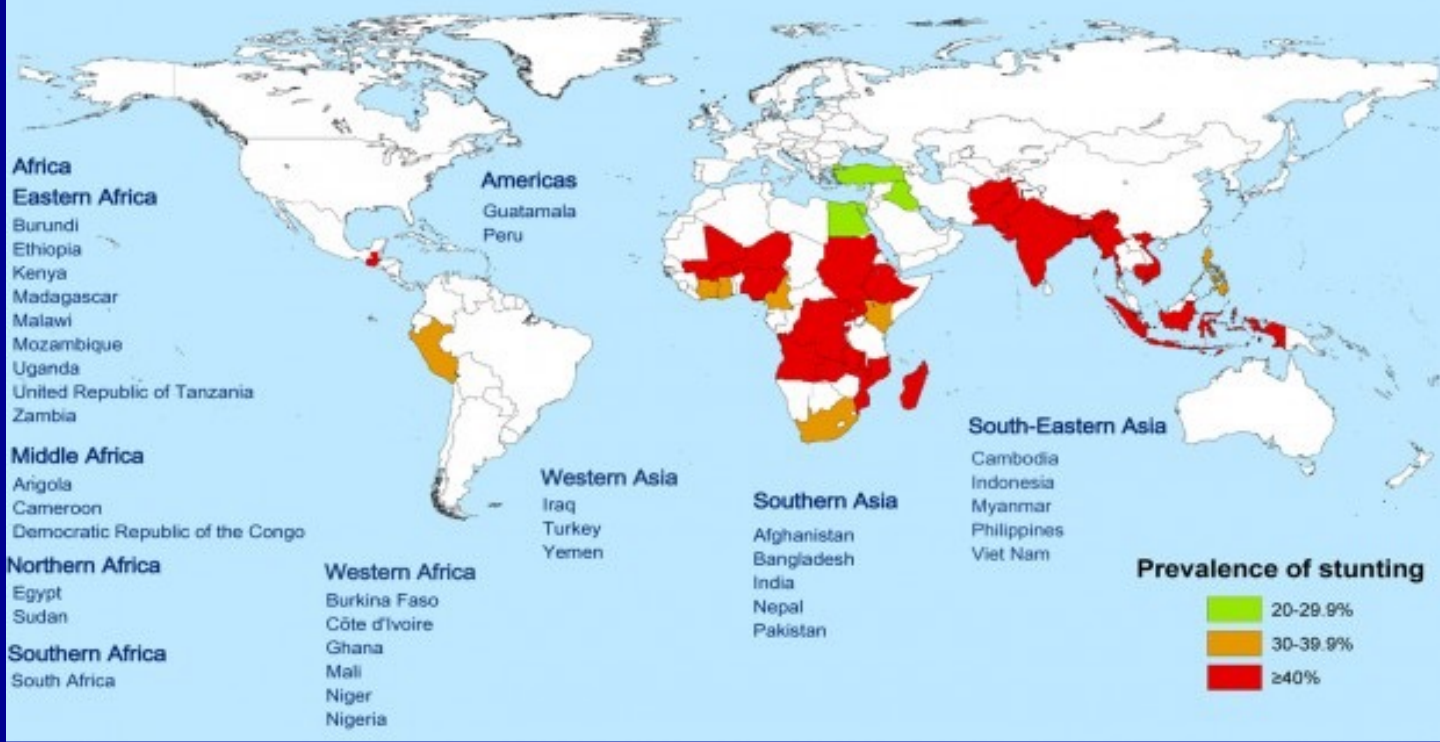 Africa
Eastern Africa
Burundi
Ethiopia
Kenya
Madagascar
Malawi
Mozambique
Uganda
United Republic of Tanzania
Zambia
Middle Africa
Angola
Cameroon
Democratic Republic of the Congo
Northern Africa
Egypt
Sudan
Southern Africa
South Africa
Americas
Guatamala
Peru
Western Africa
Burkina Faso
Côte d'Ivoire
Ghana
Mali
Niger
Nigeria
Western Asia
Iraq
Turkey
Yemen
Southern Asia
Afghanistan
Bangladesh
India
Nepal
Pakistan
South-Eastern Asia
Cambodia
Indonesia
Myanmar
Philippines
Viet Nam
Prevalence of stunting
20-29.9%
30-39.9%
≥40%